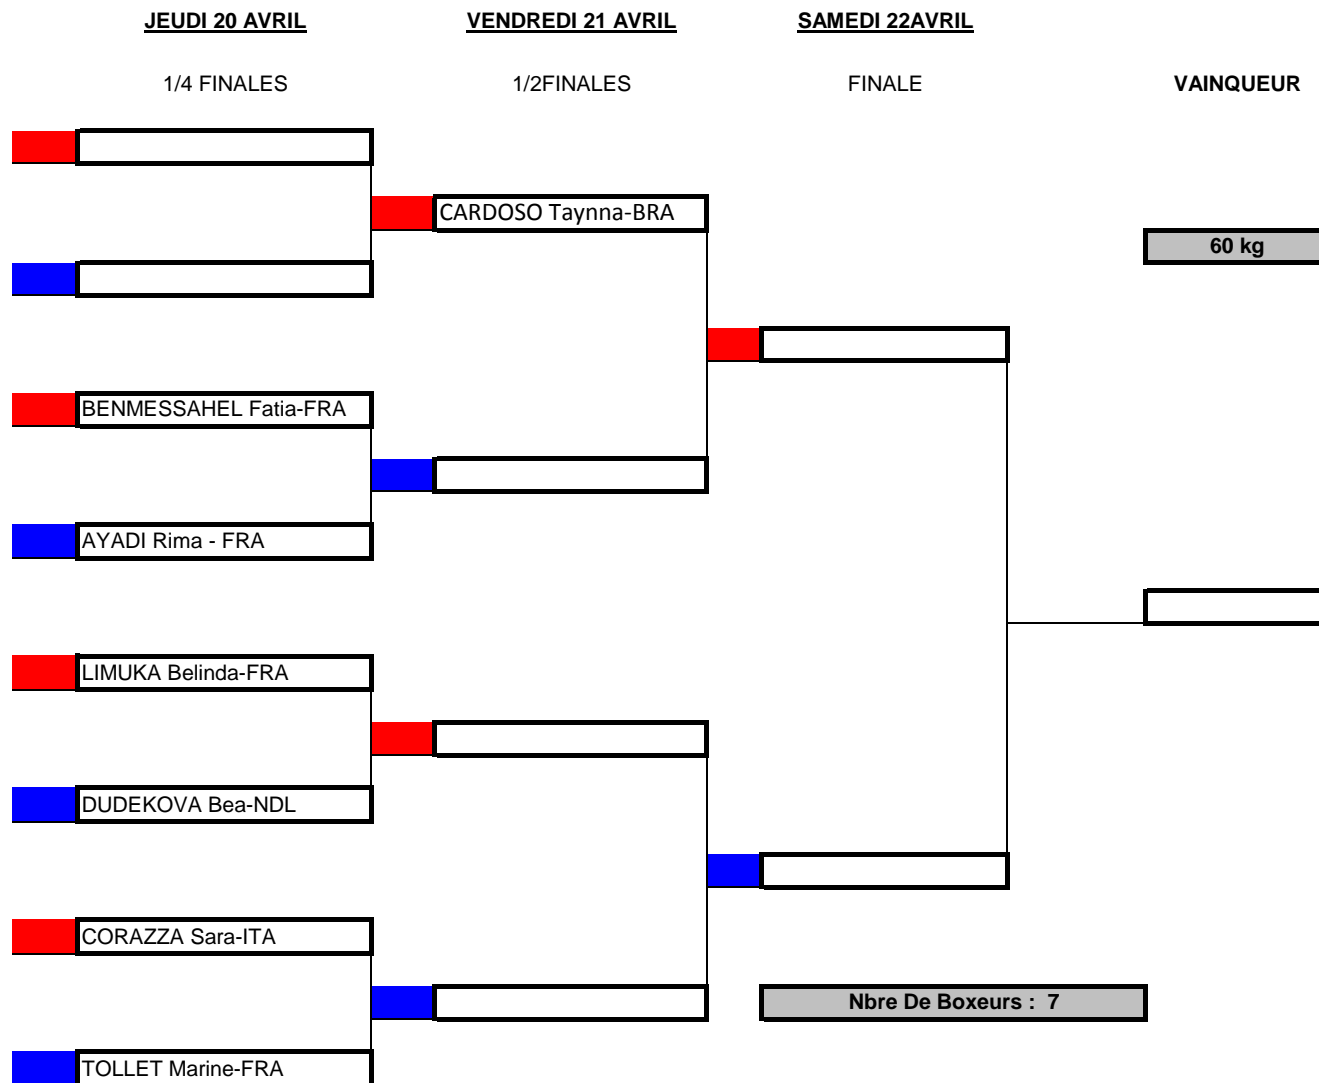 JEUDI 20 AVRIL
VENDREDI 21 AVRIL
SAMEDI 22AVRIL
1/4 FINALES
1/2FINALES
FINALE
VAINQUEUR
CARDOSO Taynna-BRA
60 kg
BENMESSAHEL Fatia-FRA
AYADI Rima - FRA
LIMUKA Belinda-FRA
DUDEKOVA Bea-NDL
CORAZZA Sara-ITA
Nbre De Boxeurs : 7
TOLLET Marine-FRA